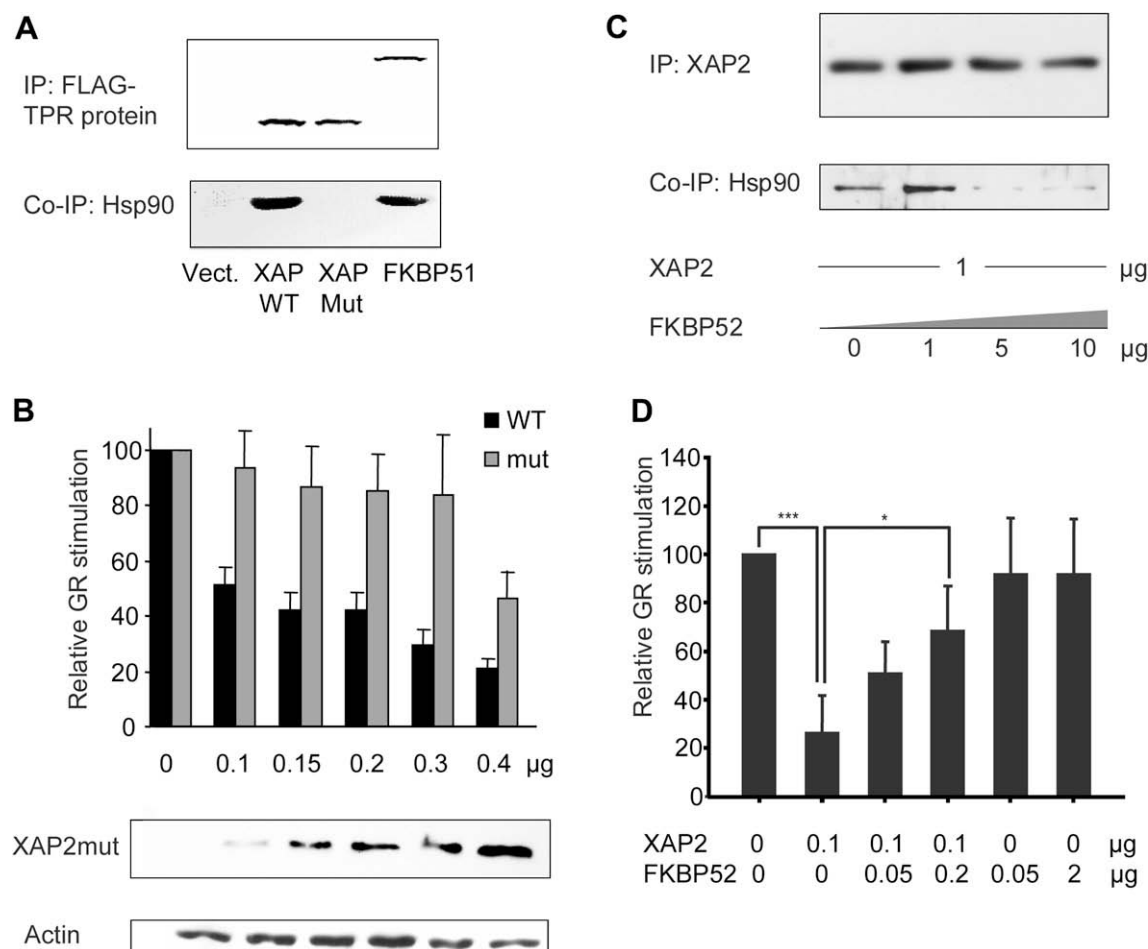 A
IP: FLAG-
TPR protein
Co-IP: Hsp90
Vect. XAP XAP FKBP51
WT Mut
B
WT
mut
Relative GR stimulation
100
80
60
40
20
0
0 0.1 0.15 0.2 0.3 0.4 µg
XAP2mut
Actin
C
IP: XAP2
Co-IP: Hsp90
XAP2 1 µg
FKBP52
0 1 5 10 µg
D
Relative GR stimulation
140
120
100
80
60
40
20
0
*** *
XAP2 0 0.1 0.1 0.1 0 0 µg
FKBP52 0 0 0.05 0.2 0.05 2 µg